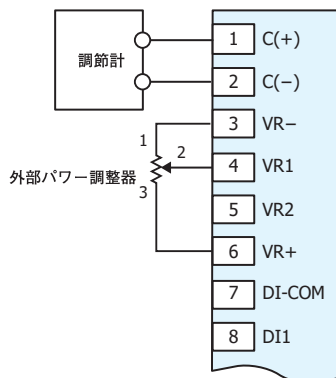 調節計
外部パワー調整器
1
2
3
1 C(+)
2 C(−)
3 VR−
4 VR1
5 VR2
6 VR+
7 DI-COM
8 DI1